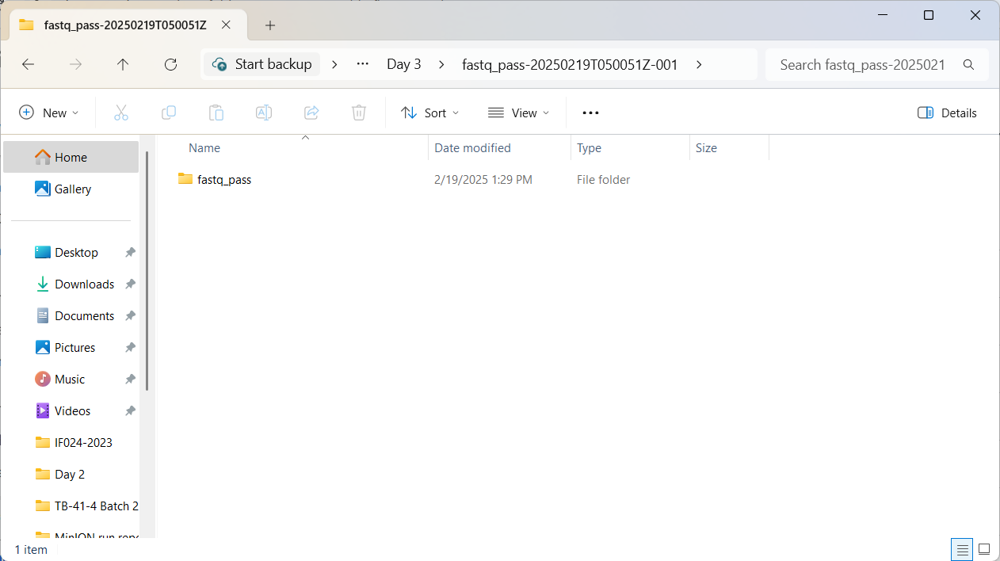 fastq_pass-20250219T050051Z
Start backup > ... Day 3 > fastq_pass-20250219T050051Z-001 >
Search fastq_pass-2025021
New
Sort
View
Details
Name
Date modified
Type
Size
fastq_pass
2/19/2025 1:29 PM
File folder
Home
Gallery
Desktop
Downloads
Documents
Pictures
Music
Videos
IF024-2023
Day 2
TB-41-4 Batch 2
MinION run repo
1 item